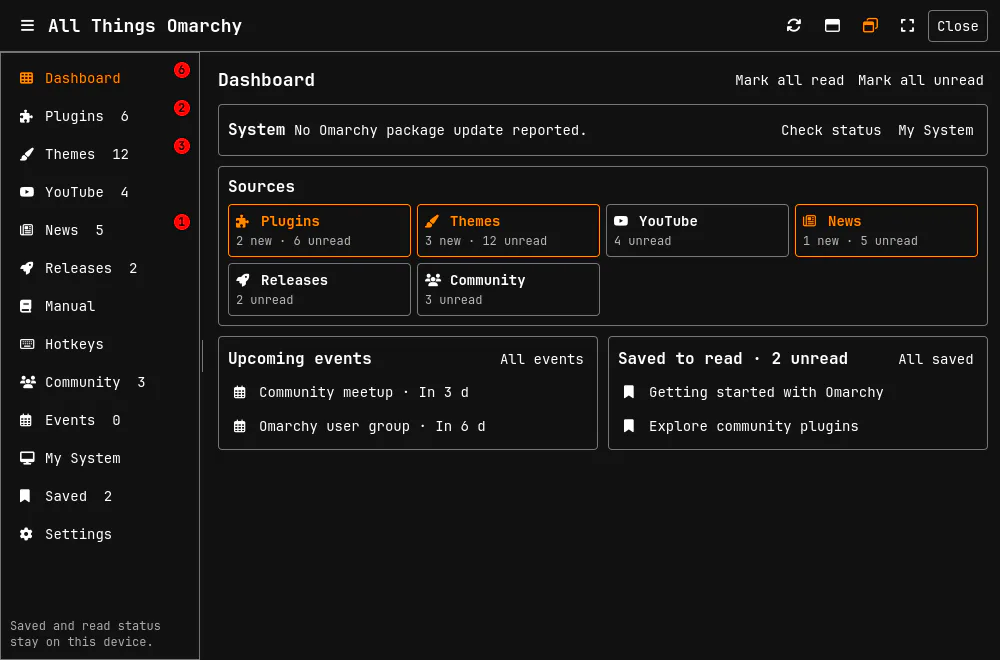 All Things Omarchy
Close
Dashboard 6
Plugins 6 2
Themes 12 3
YouTube 4
News 5 1
Releases 2
Manual
Hotkeys
Community 3
Events 0
My System
Saved 2
Settings
Saved and read status
stay on this device.
Dashboard
Mark all read Mark all unread
System No Omarchy package update reported.
Check status My System
Sources
Plugins
2 new · 6 unread
Themes
3 new · 12 unread
YouTube
4 unread
News
1 new · 5 unread
Releases
2 unread
Community
3 unread
Upcoming events
All events
Community meetup · In 3 d
Omarchy user group · In 6 d
Saved to read · 2 unread
All saved
Getting started with Omarchy
Explore community plugins